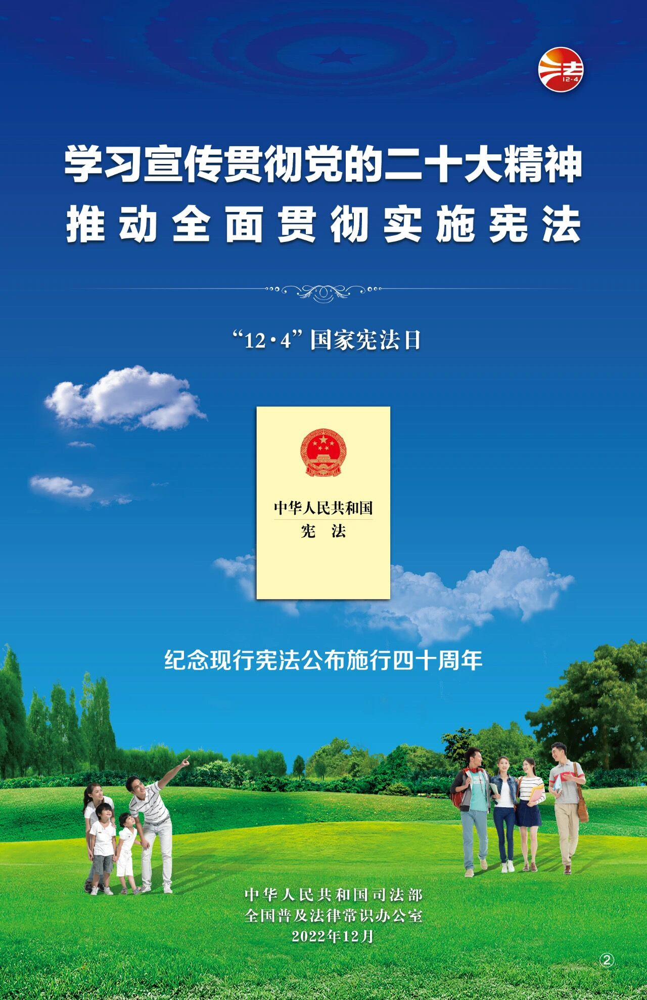 法
12·4
学习宣传贯彻党的二十大精神
推动全面贯彻实施宪法
“12·4”国家宪法日
中华人民共和国
宪 法
纪念现行宪法公布施行四十周年
中华人民共和国司法部
全国普及法律常识办公室
2022年12月
②